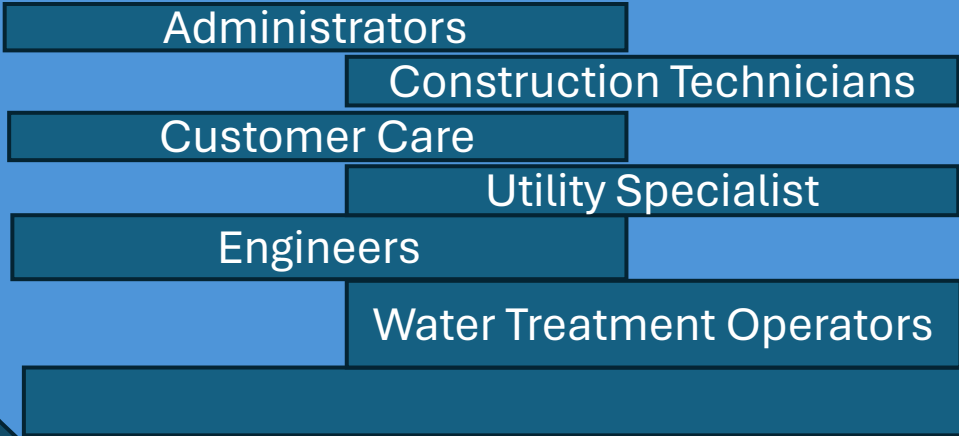 Administrators
Construction Technicians
Customer Care
Utility Specialist
Engineers
Water Treatment Operators